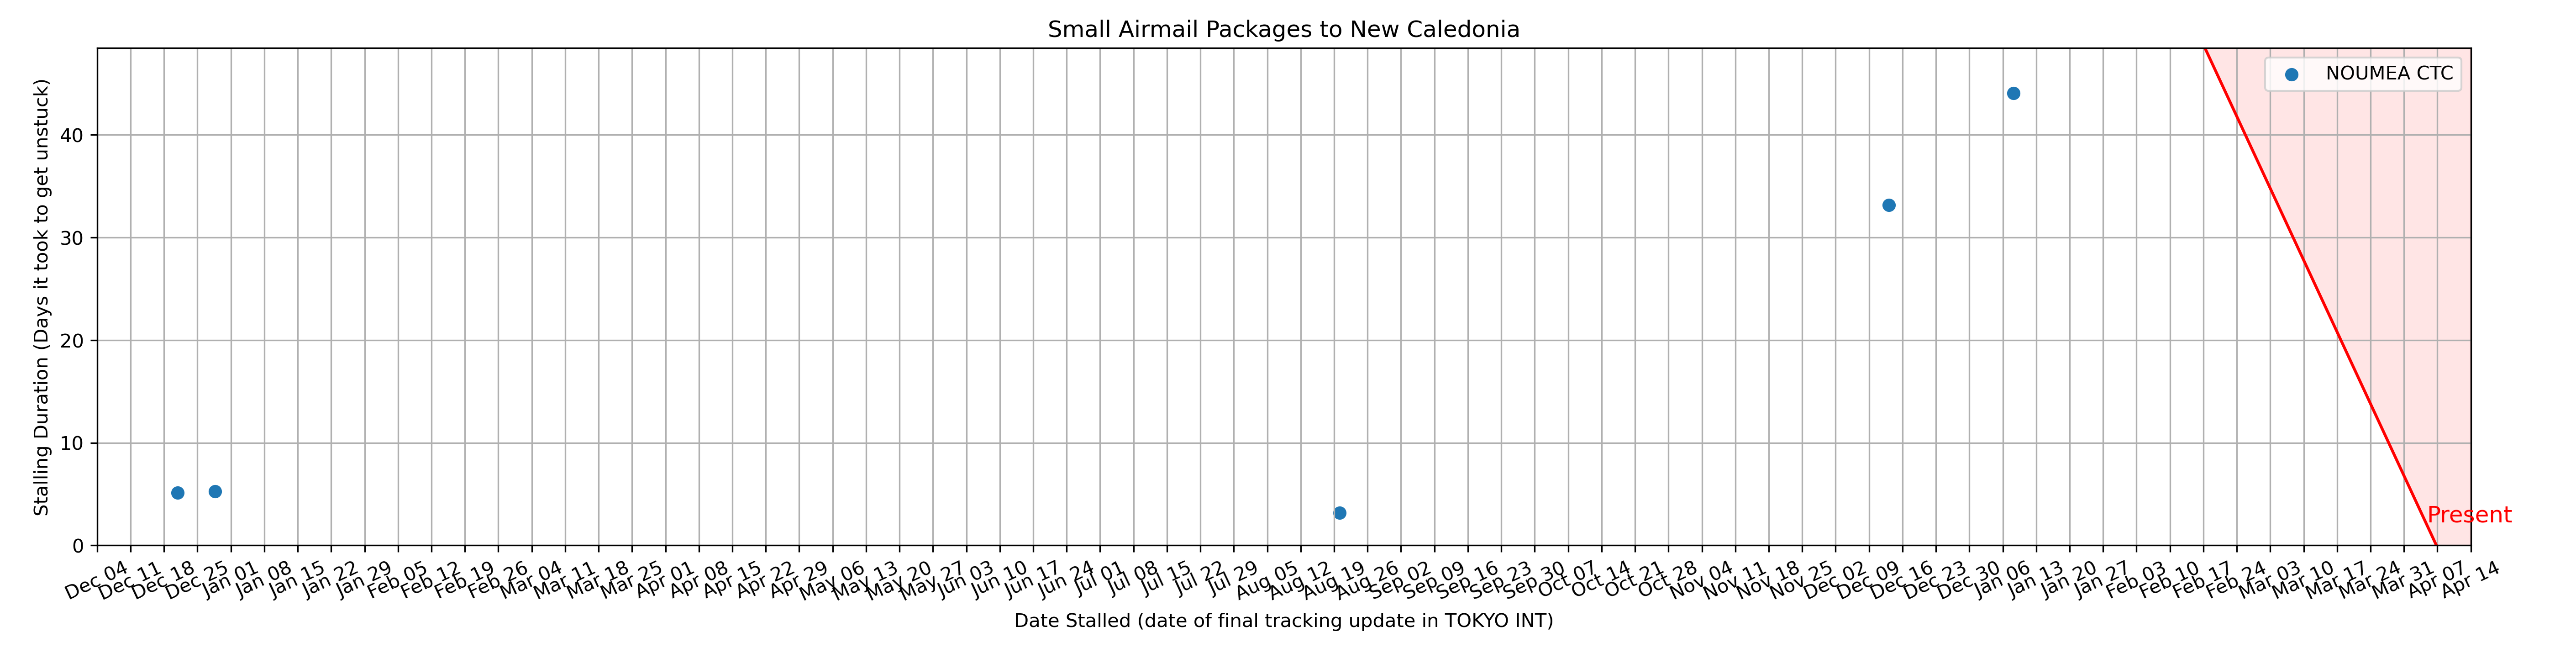 Small Airmail Packages to New Caledonia
NOUMEA CTC
Stalling Duration (Days it took to get unstuck)
40
30
20
10
0
Present
Dec 04 Dec 11 Dec 18 Dec 25 Jan 01 Jan 08 Jan 15 Jan 22 Jan 29 Feb 05 Feb 12 Feb 19 Feb 26 Mar 04 Mar 11 Mar 18 Mar 25 Apr 01 Apr 08 Apr 15 Apr 22 Apr 29 May 06 May 13 May 20 May 27 Jun 03 Jun 10 Jun 17 Jun 24 Jul 01 Jul 08 Jul 15 Jul 22 Jul 29 Aug 05 Aug 12 Aug 19 Aug 26 Sep 02 Sep 09 Sep 16 Sep 23 Sep 30 Oct 07 Oct 14 Oct 21 Oct 28 Nov 04 Nov 11 Nov 18 Nov 25 Dec 02 Dec 09 Dec 16 Dec 23 Dec 30 Jan 06 Jan 13 Jan 20 Jan 27 Feb 03 Feb 10 Feb 17 Feb 24 Mar 03 Mar 10 Mar 17 Mar 24 Mar 31 Apr 07 Apr 14
Date Stalled (date of final tracking update in TOKYO INT)